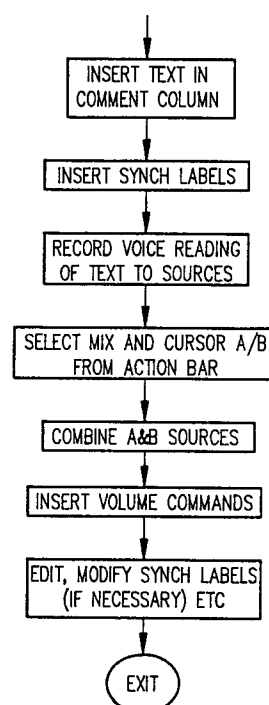 INSERT TEXT IN
COMMENT COLUMN
INSERT SYNCH LABELS
RECORD VOICE READING
OF TEXT TO SOURCES
SELECT MIX AND CURSOR A/B
FROM ACTION BAR
COMBINE A&B SOURCES
INSERT VOLUME COMMANDS
EDIT, MODIFY SYNCH LABELS
(IF NECESSARY) ETC
EXIT